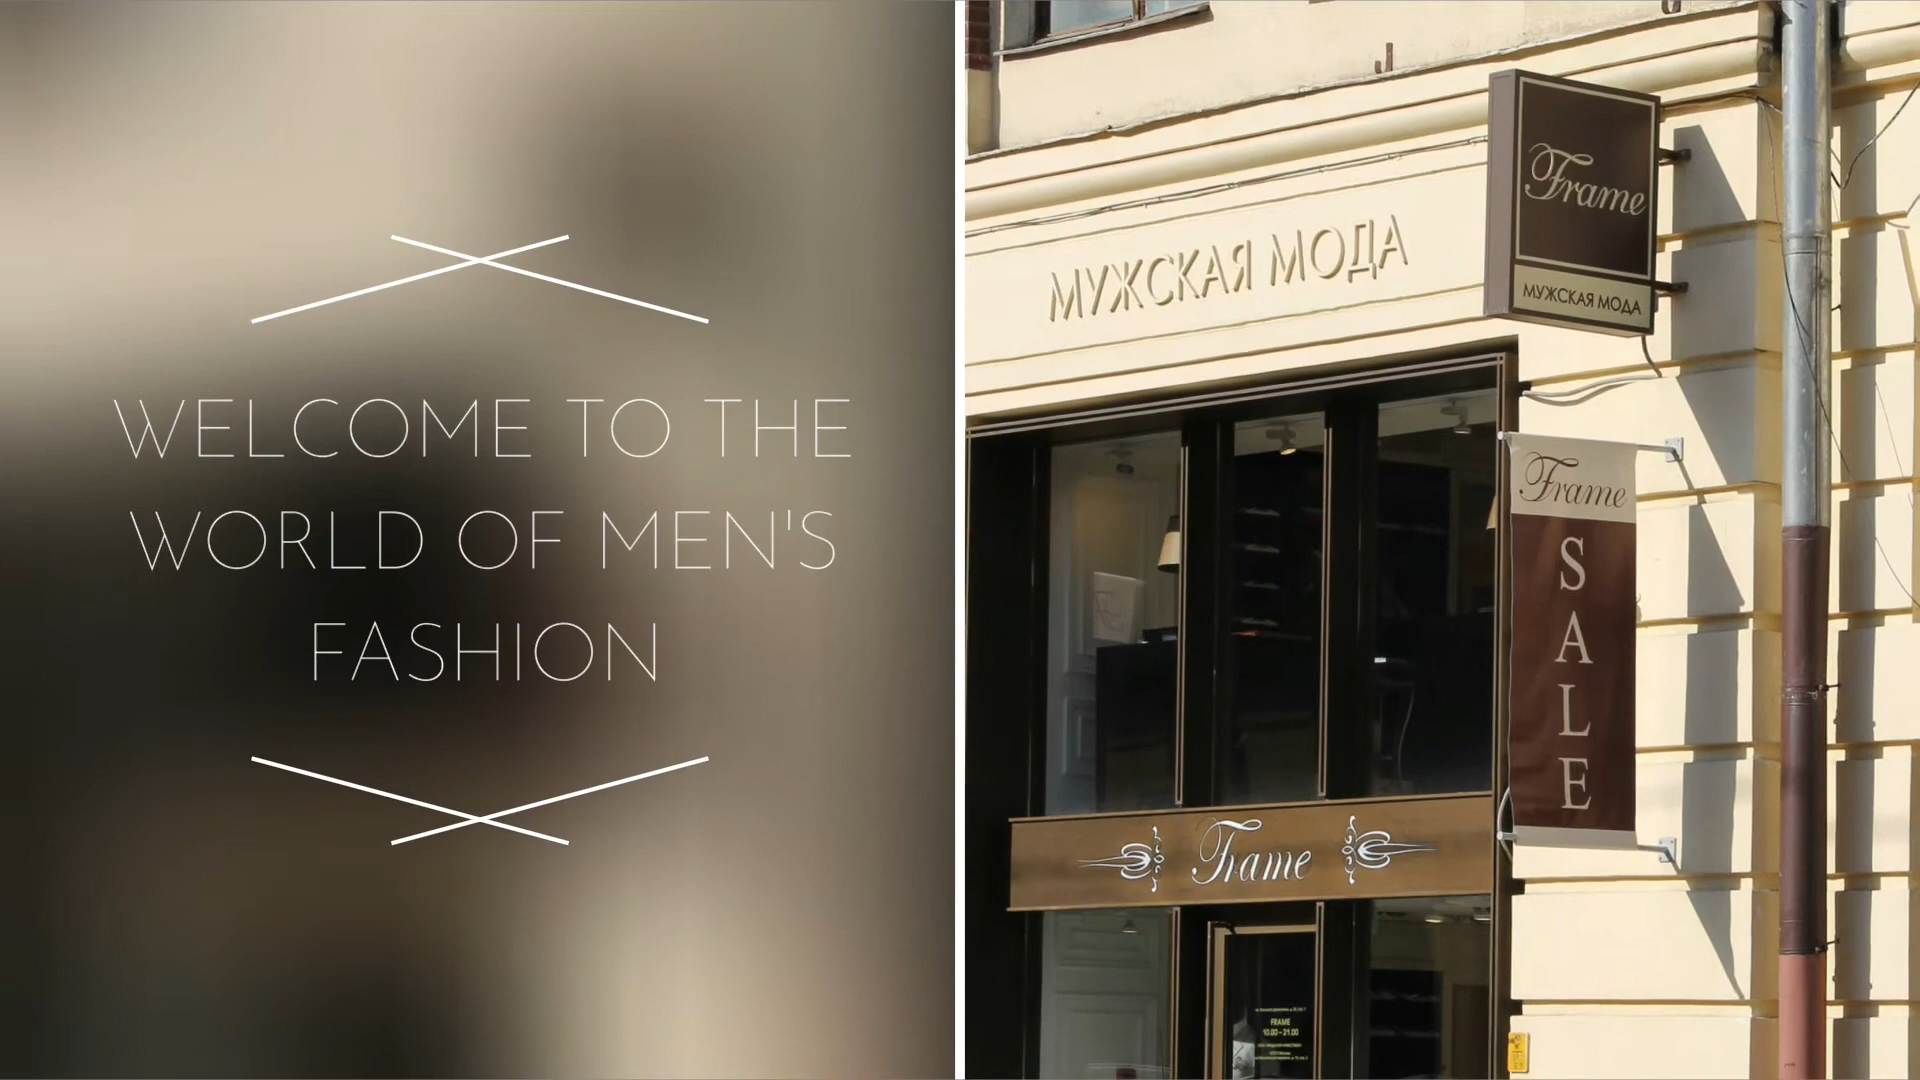 WELCOME TO THE
WORLD OF MEN'S
FASHION
Frame
МУЖСКАЯ МОДА
МУЖСКАЯ МОДА
Frame
SALE
Frame
FRAME
10.00–21.00